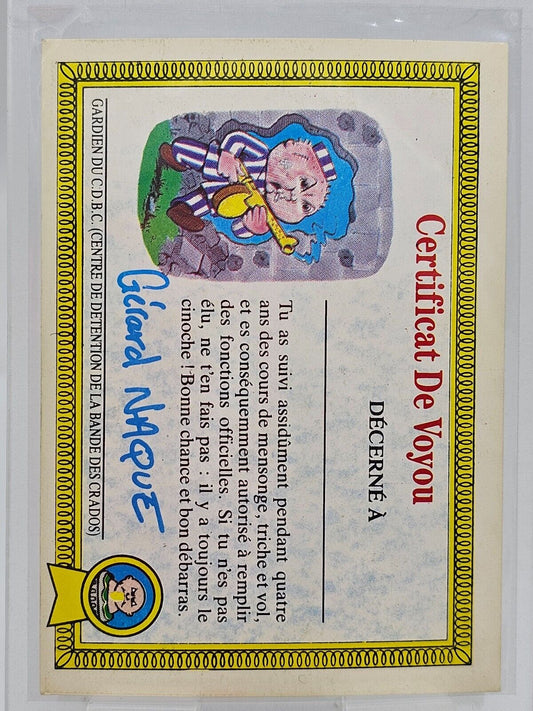 Certificat De Voyou
DÉCERNÉ À
Tu as suivi assidûment pendant quatre
ans des cours de mensonge, triche et vol,
et es conséquemment autorisé à remplir
des fonctions officielles. Si tu n'es pas
élu, ne t'en fais pas : il y a toujours le
cinoche ! Bonne chance et bon débarras.
Gérard NAQUE
GARDIEN DU C.D.B.C. (CENTRE DE DETENTION DE LA BANDE DES CRADOS)